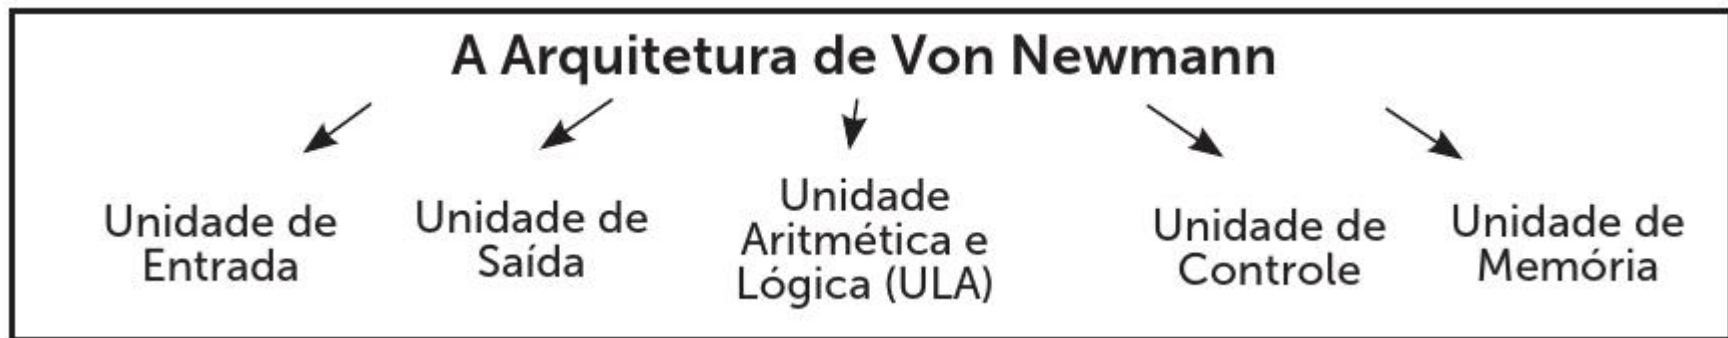 A Arquitetura de Von Newmann
Unidade de
Entrada
Unidade de
Saída
Unidade
Aritmética e
Lógica (ULA)
Unidade de
Controle
Unidade de
Memória